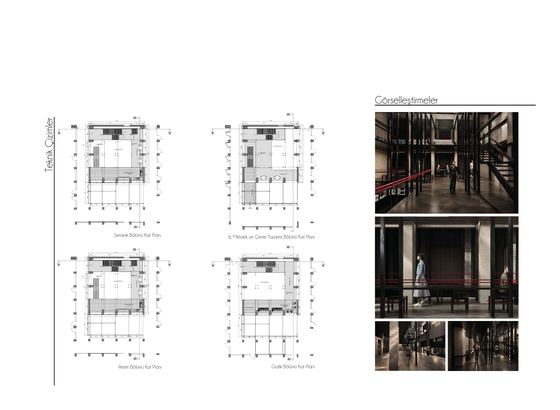 Teknik Çizimler
Görselleştirmeler
Seramik Bölümü Kat Planı
İç Mimarlık ve Çevre Tasarımı Bölümü Kat Planı
Resim Bölümü Kat Planı
Grafik Bölümü Kat Planı